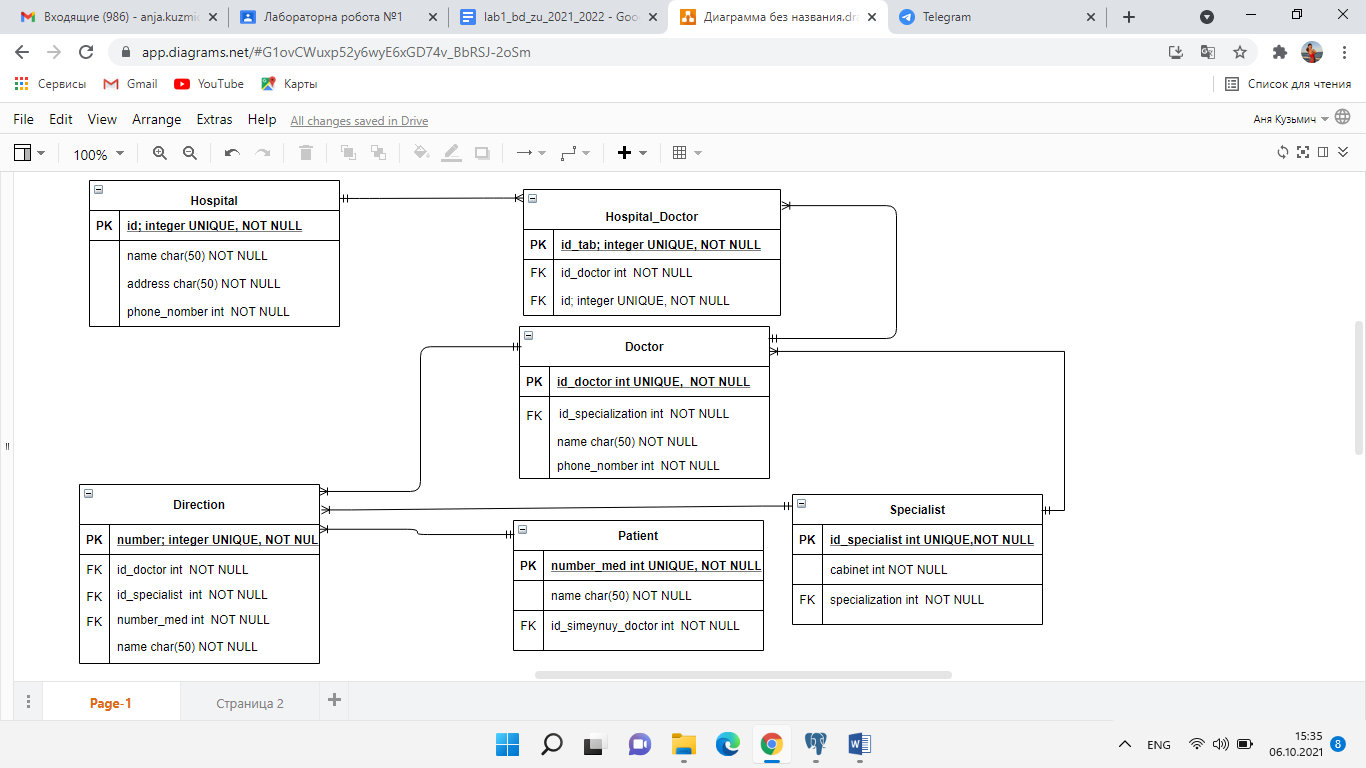 Входящие (986) - anja.kuzmic
Лабораторна робота №1
lab1_bd_zu_2021_2022 - Goo
Диаграмма без названия.dra
Telegram
app.diagrams.net/#G1ovCWuxp52y6wyE6xGD74v_BbRSJ-2oSm
Сервисы
Gmail
YouTube
Карты
Список для чтения
File Edit View Arrange Extras Help All changes saved in Drive
Аня Кузьмич
100%
Hospital
PK id; integer UNIQUE, NOT NULL
name char(50) NOT NULL
address char(50) NOT NULL
phone_nomber int NOT NULL
Hospital_Doctor
PK id_tab; integer UNIQUE, NOT NULL
FK id_doctor int NOT NULL
FK id; integer UNIQUE, NOT NULL
Doctor
PK id_doctor int UNIQUE, NOT NULL
FK id_specialization int NOT NULL
name char(50) NOT NULL
phone_nomber int NOT NULL
Direction
PK number; integer UNIQUE, NOT NUL
FK id_doctor int NOT NULL
FK id_specialist int NOT NULL
FK number_med int NOT NULL
name char(50) NOT NULL
Patient
PK number_med int UNIQUE, NOT NULL
name char(50) NOT NULL
FK id_simeynuy_doctor int NOT NULL
Specialist
PK id_specialist int UNIQUE,NOT NULL
cabinet int NOT NULL
FK specialization int NOT NULL
Page-1
Страница 2
ENG
15:35
06.10.2021
8